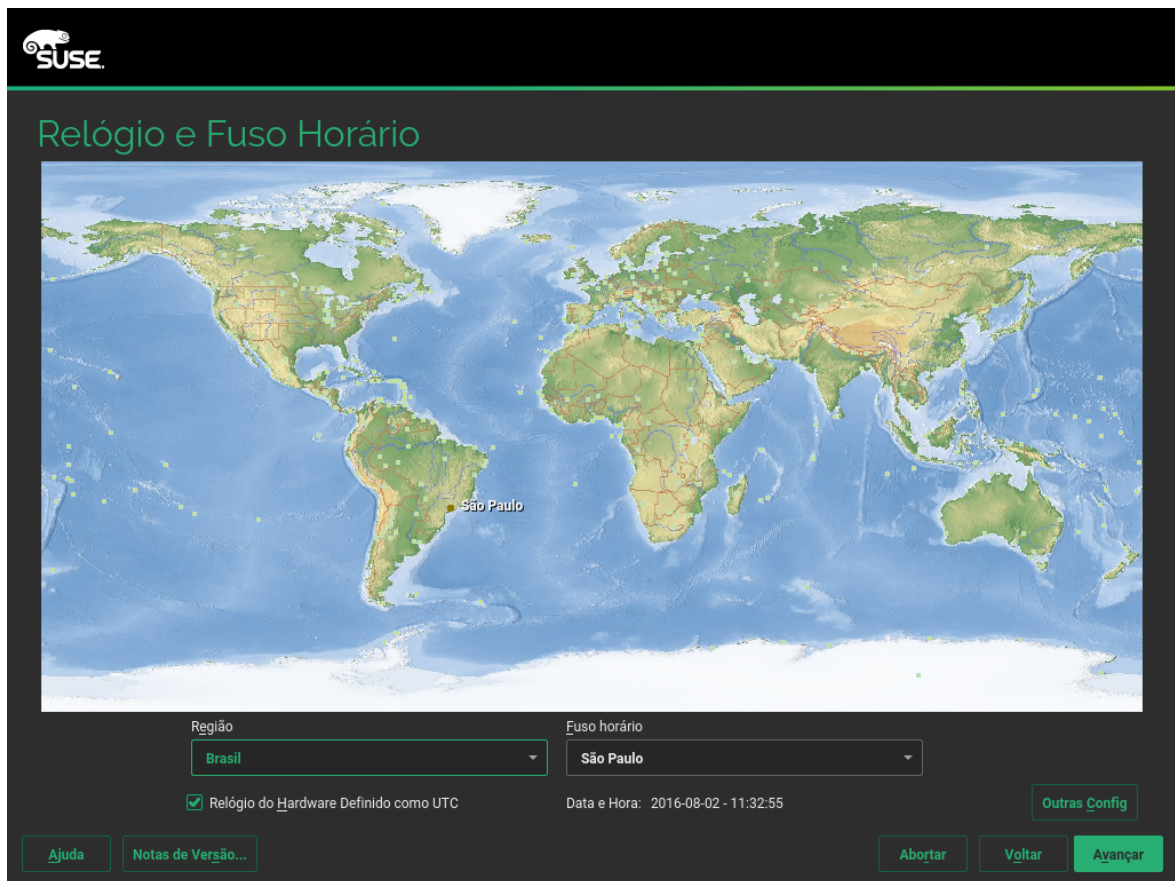 SUSE.
Relógio e Fuso Horário
São Paulo
Região
Fuso horário
Brasil
São Paulo
Relógio do Hardware Definido como UTC
Data e Hora: 2016-08-02 - 11:32:55
Outras Config
Ajuda
Notas de Versão...
Abortar
Voltar
Avançar